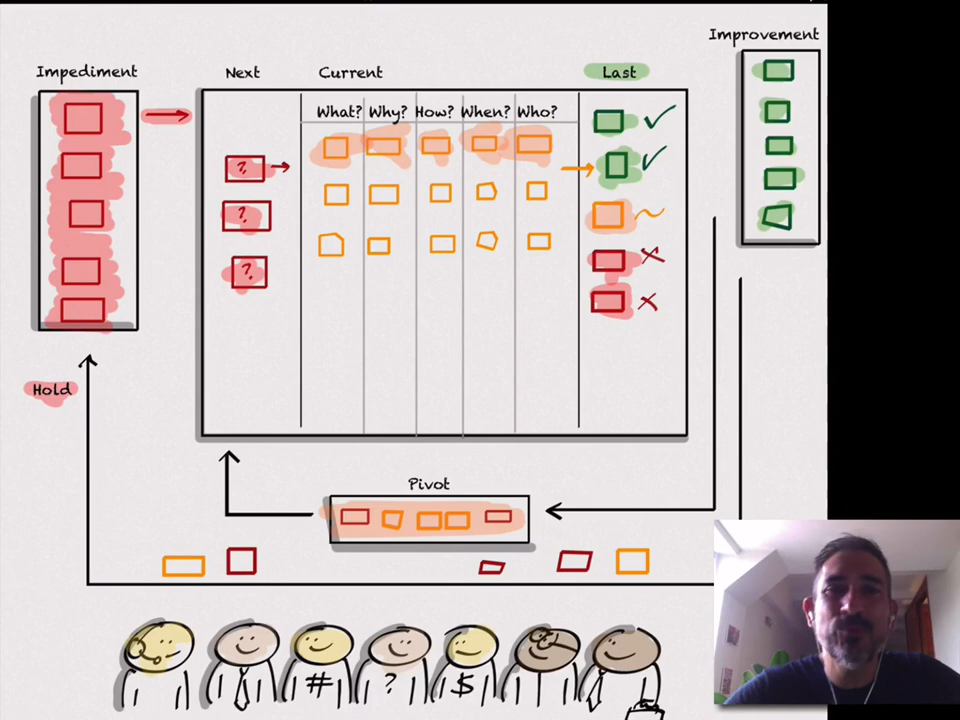 Improvement
Impediment
Next
Current
Last
What?
Why?
How?
When?
Who?
?
?
?
Hold
Pivot
#
?
$